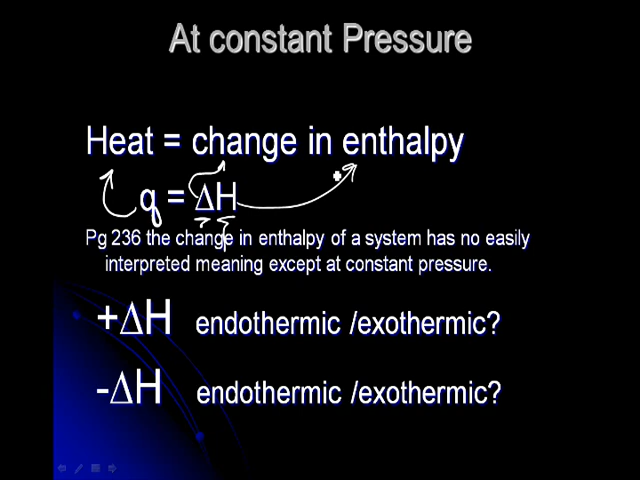 At constant Pressure
Heat = change in enthalpy
q = ΔH
Pg 236 the change in enthalpy of a system has no easily
interpreted meaning except at constant pressure.
+ΔH endothermic /exothermic?
-ΔH endothermic /exothermic?